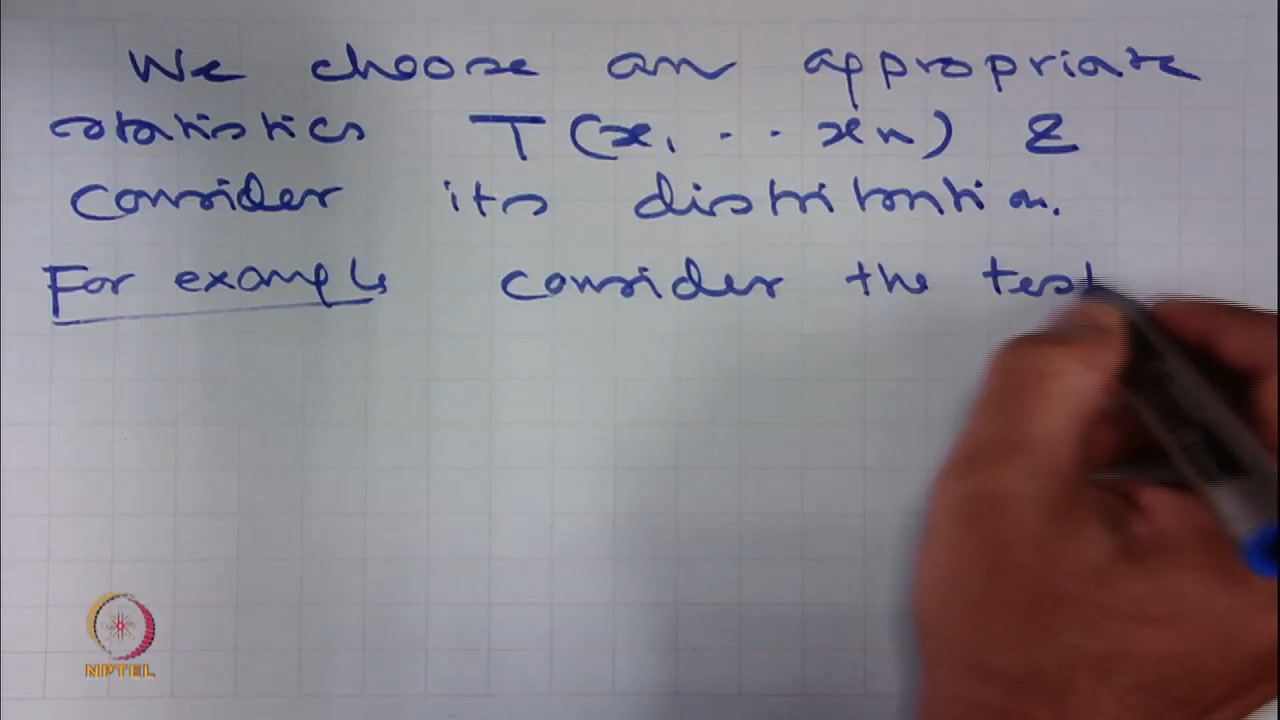 We choose an appropriate
statistics T(x1 .. xn) &
consider its distribution.
For example consider the test
NPTEL